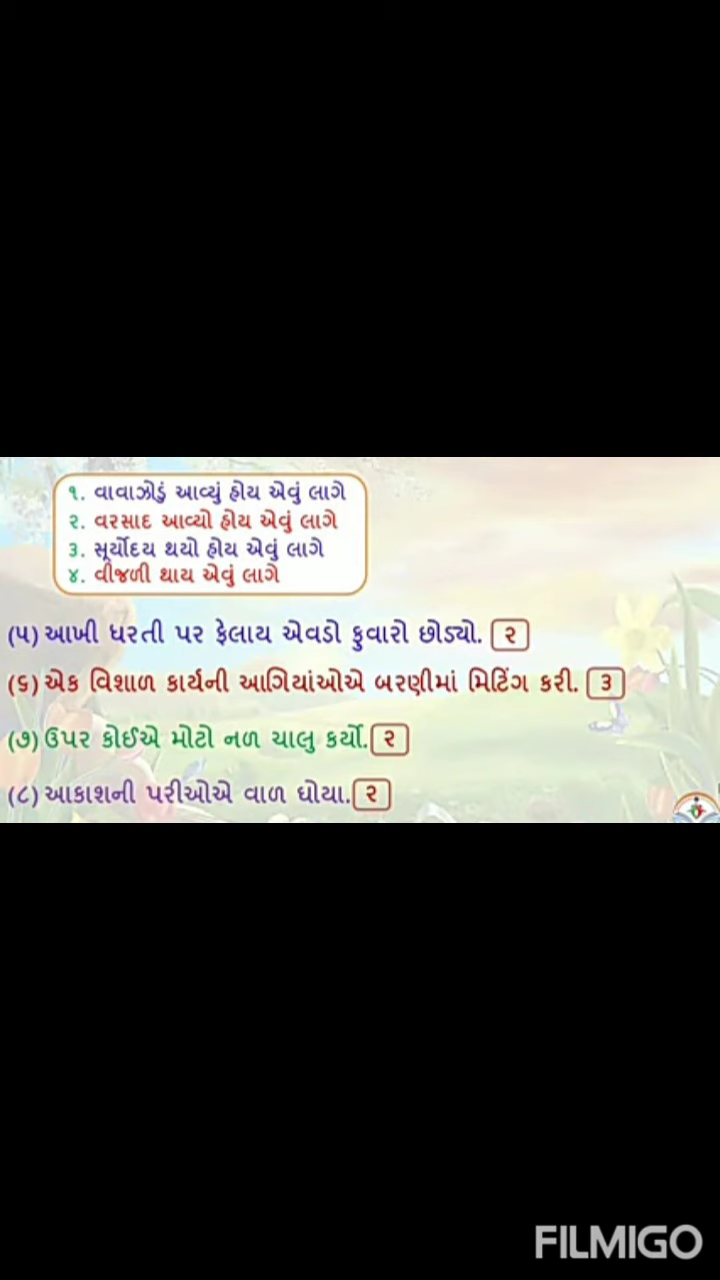 ૧. વાવાઝોડું આવ્યું હોય એવું લાગે
૨. વરસાદ આવ્યો હોય એવું લાગે
૩. સૂર્યોદય થયો હોય એવું લાગે
૪. વીજળી થાય એવું લાગે
(૫) આખી ધરતી પર ફેલાય એવડો ફુવારો છોડ્યો. ૨
(૬) એક વિશાળ કાર્યની આગિયાંઓએ બરણીમાં મિટિંગ કરી. ૩
(૭) ઉપર કોઈએ મોટો નળ ચાલુ કર્યો. ૨
(૮) આકાશની પરીઓએ વાળ ધોયા. ૨
FILMIGO